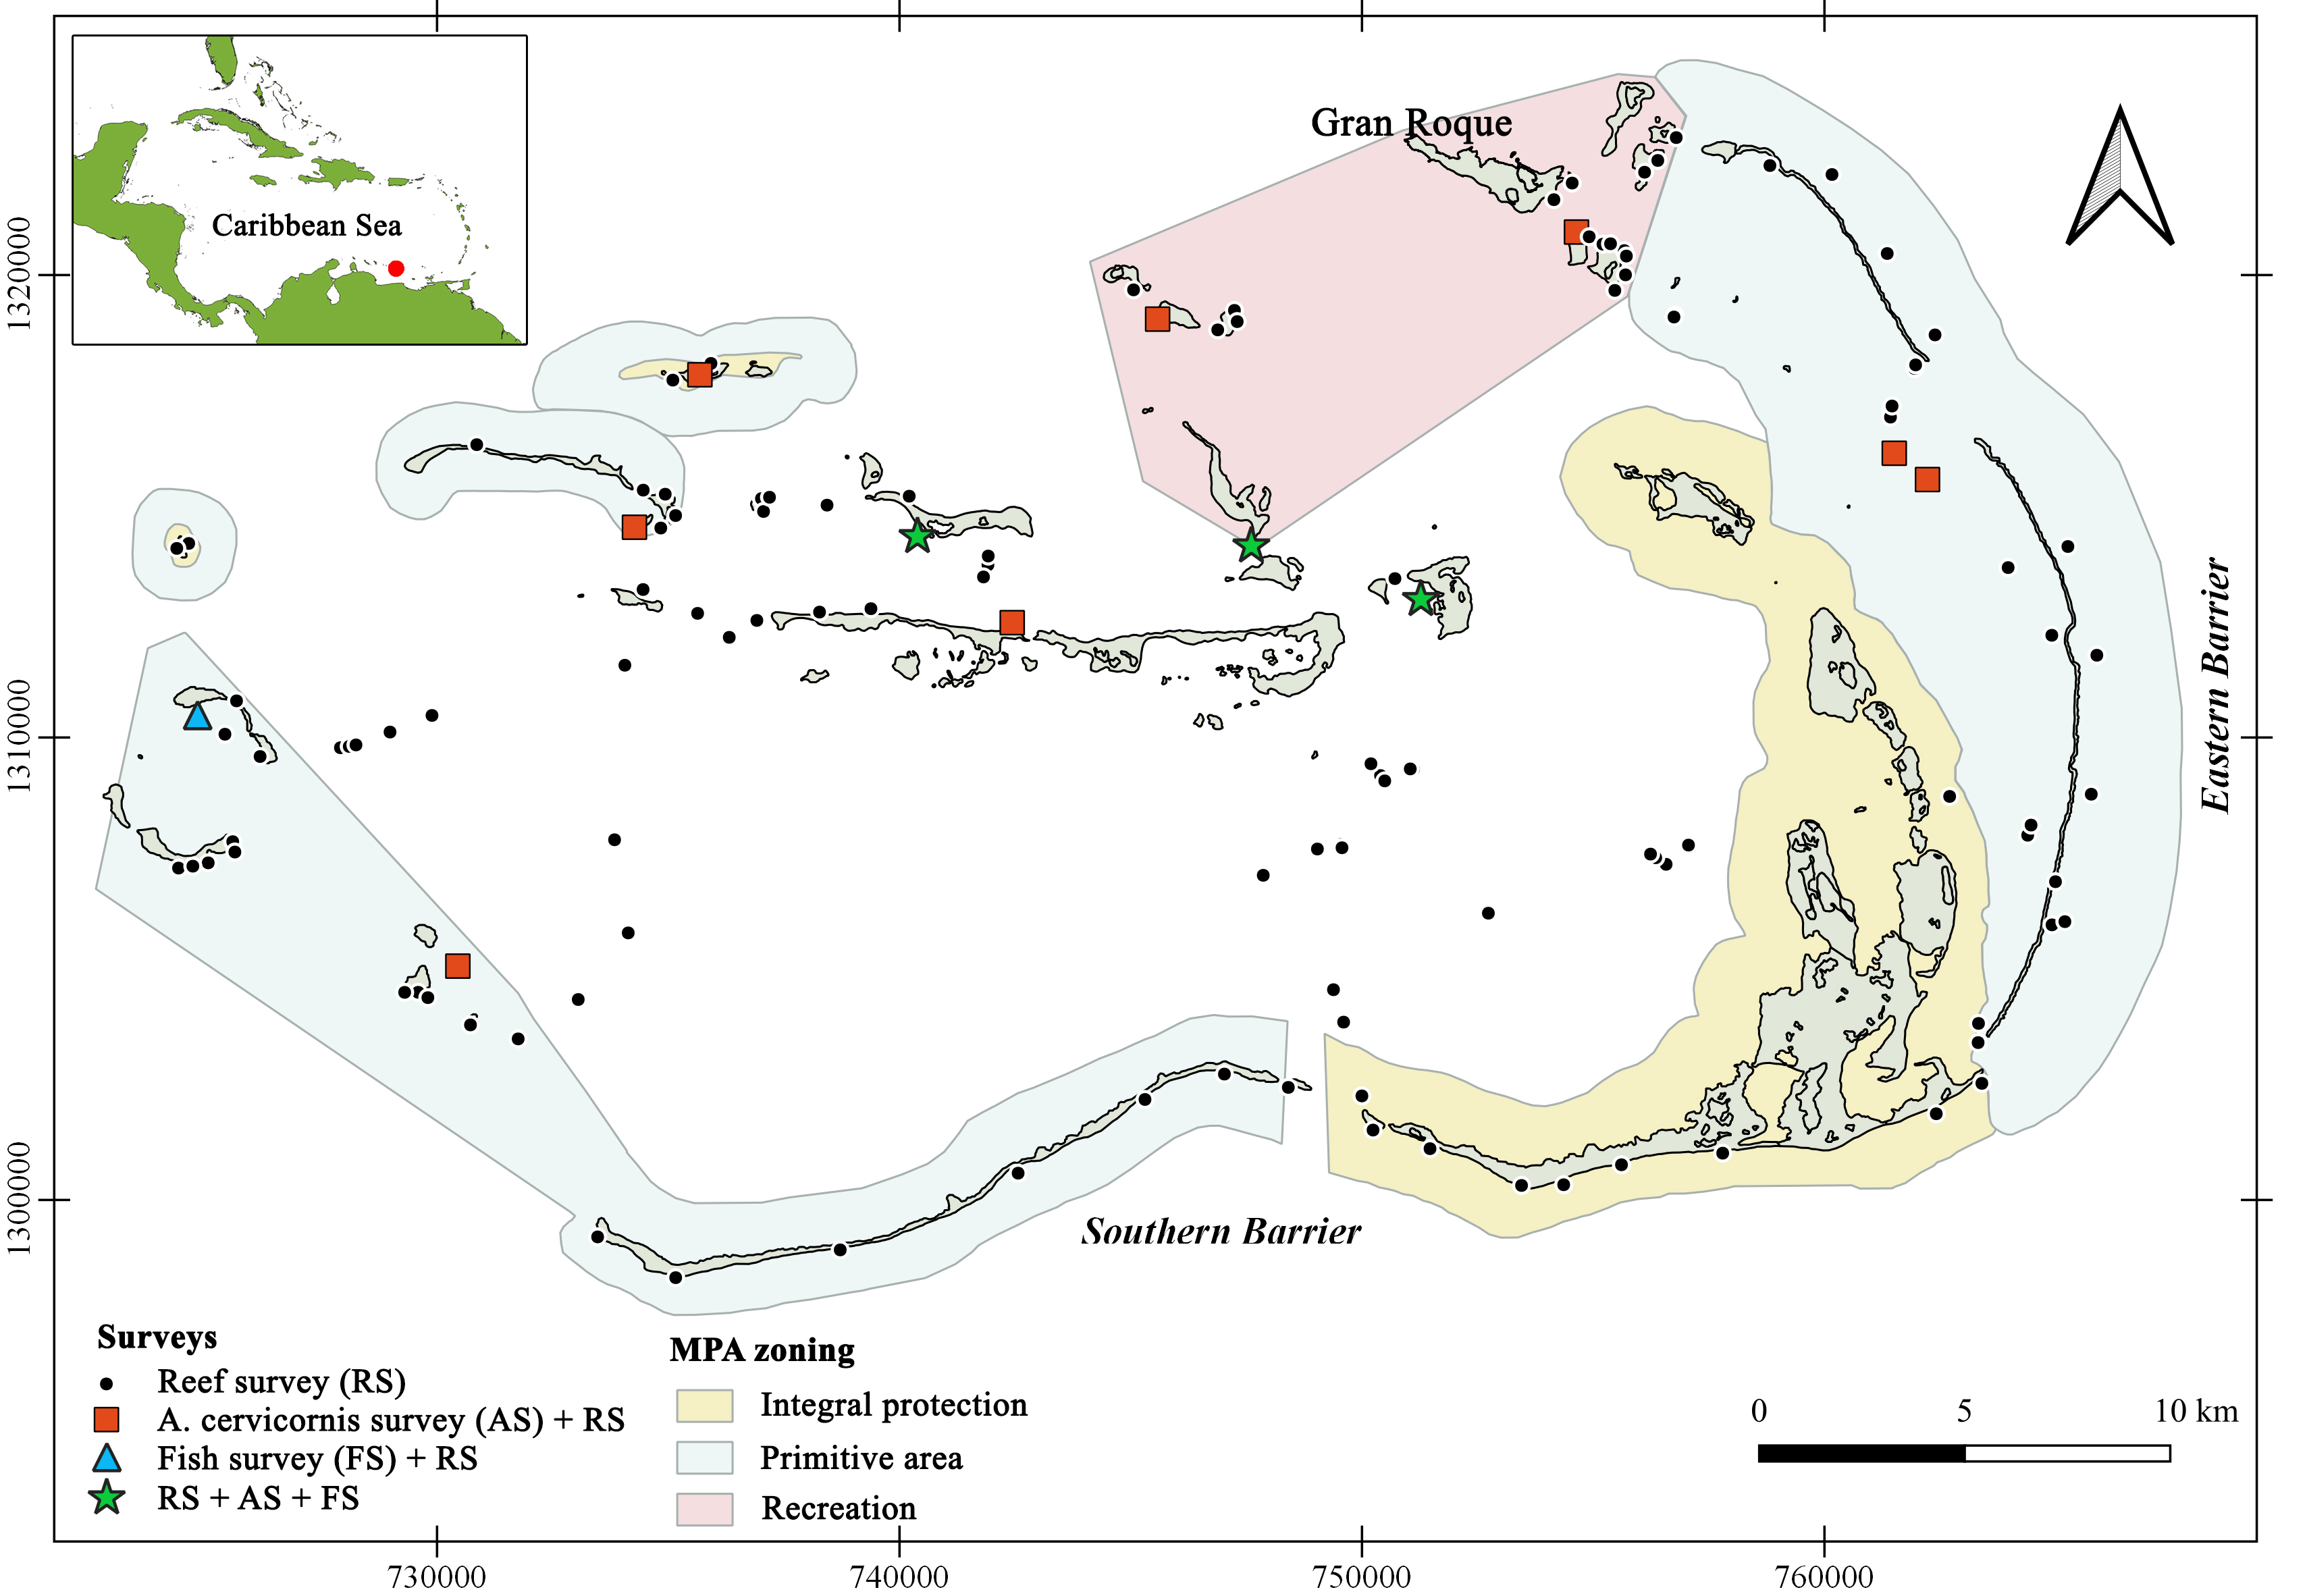 Caribbean Sea
Gran Roque
1320000
1310000
1300000
Eastern Barrier
Southern Barrier
Surveys
Reef survey (RS)
A. cervicornis survey (AS) + RS
Fish survey (FS) + RS
RS + AS + FS
MPA zoning
Integral protection
Primitive area
Recreation
0 5 10 km
730000 740000 750000 760000